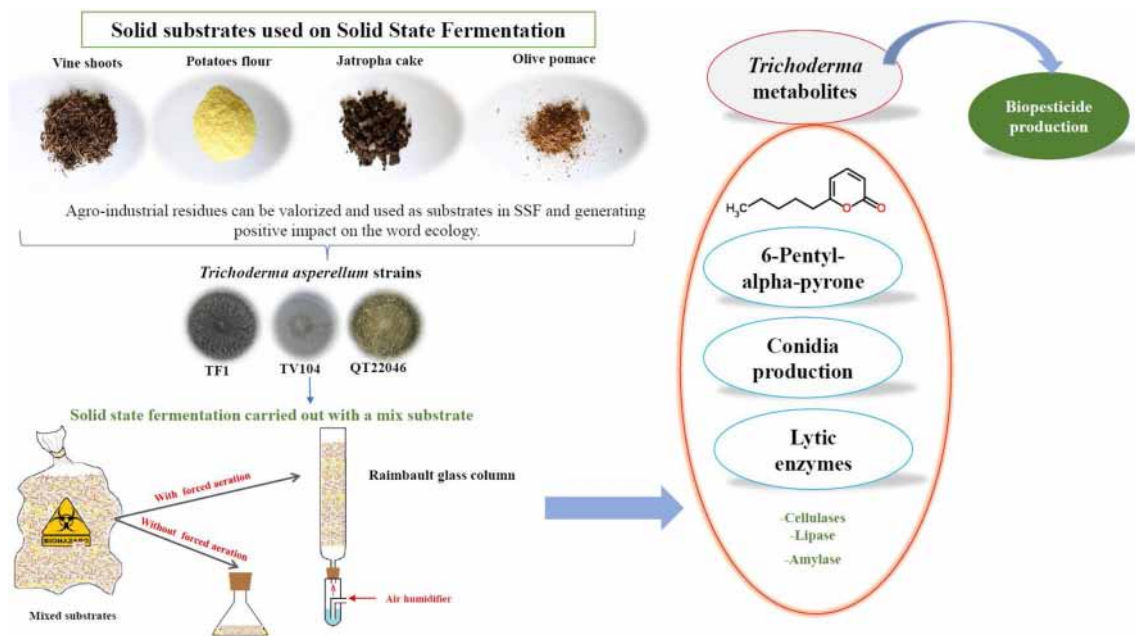 Solid substrates used on Solid State Fermentation
Vine shoots
Potatoes flour
Jatropha cake
Olive pomace
Agro-industrial residues can be valorized and used as substrates in SSF and generating
positive impact on the word ecology.
Trichoderma asperellum strains
TF1
TV104
QT22046
Solid state fermentation carried out with a mix substrate
With forced aeration
Without forced aeration
BIOHAZARD
Mixed substrates
Raimbault glass column
Air humidifier
Trichoderma
metabolites
Biopesticide
production
H3C
O
O
6-Pentyl-
alpha-pyrone
Conidia
production
Lytic
enzymes
-Cellulases
-Lipase
-Amylase